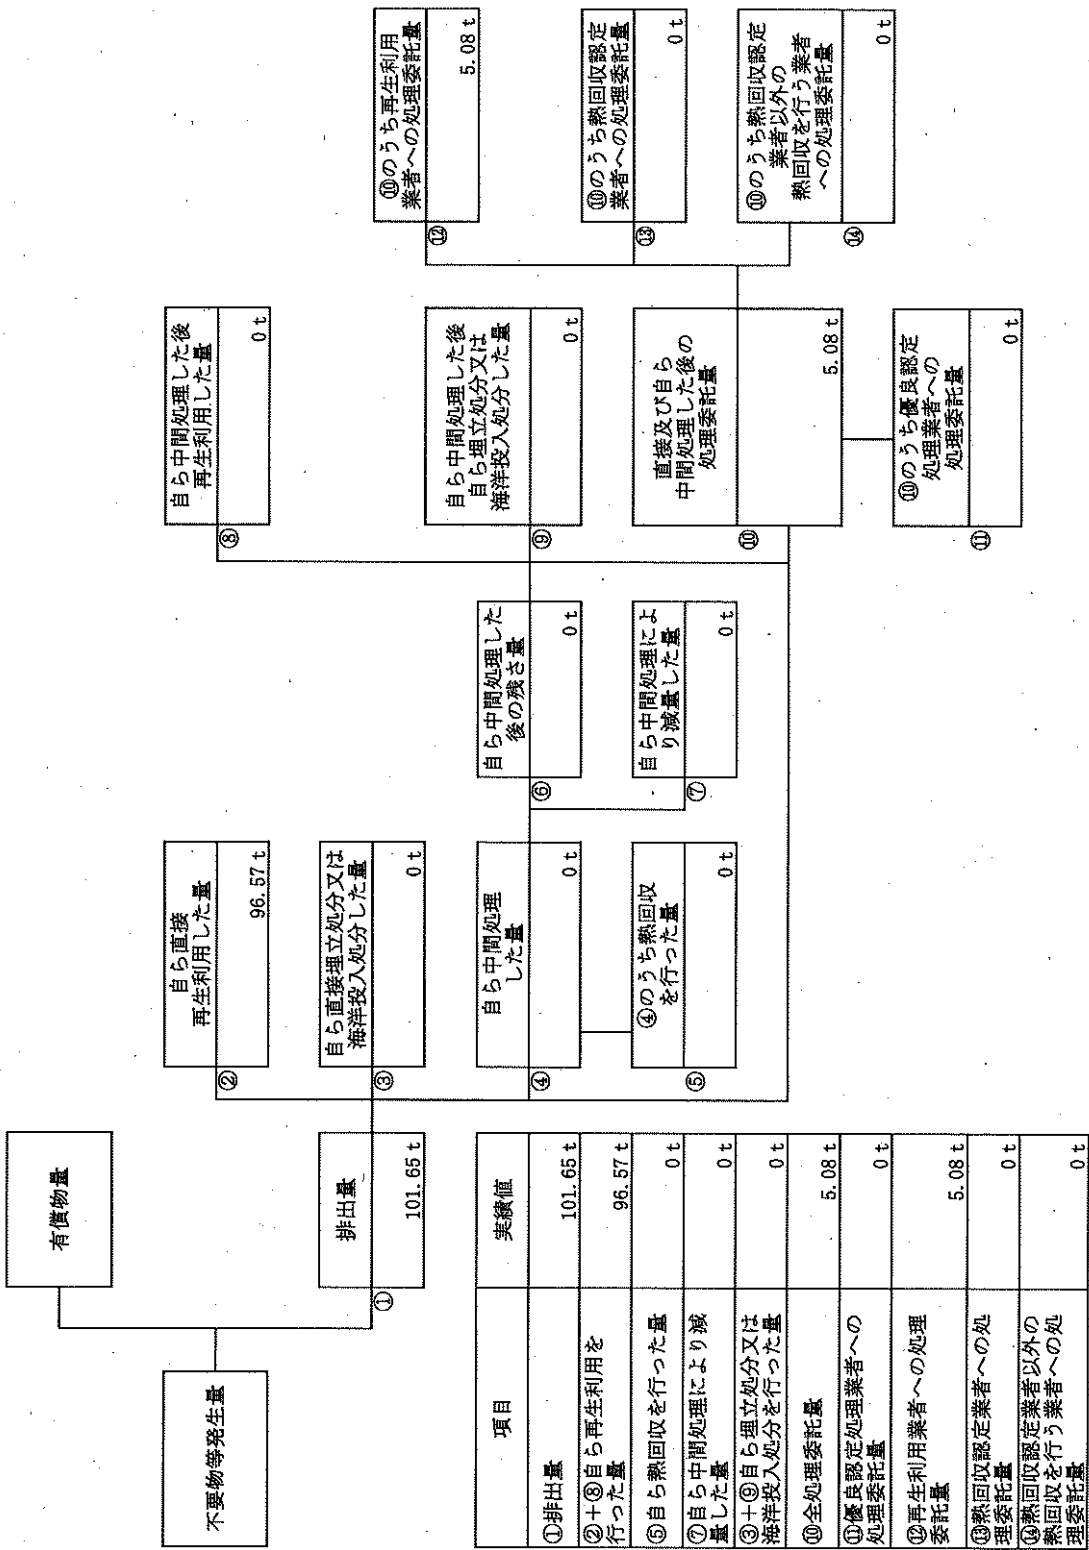 不要物等発生量
有償物量
①
排出量
101.65 t
②
自ら直接
再生利用した量
96.57 t
③
自ら直接埋立処分又は
海洋投入処分した量
0 t
④
自ら中間処理
した量
0 t
⑤
④のうち熱回収
を行った量
0 t
⑥
自ら中間処理した
後の残さ量
0 t
⑦
自ら中間処理によ
り減量した量
0 t
⑧
自ら中間処理した後
再生利用した量
0 t
⑨
自ら中間処理した後
自ら埋立処分又は
海洋投入処分した量
0 t
⑩
直接及び自ら
中間処理した後の
処理委託量
5.08 t
⑪
⑩のうち優良認定
処理業者への
処理委託量
0 t
⑫
⑩のうち再生利用
業者への処理委託量
5.08 t
⑬
⑩のうち熱回収認定
業者への処理委託量
0 t
⑭
⑩のうち熱回収認定
業者以外の
熱回収を行う業者
への処理委託量
0 t
項目 実績値
①排出量 101.65 t
②+⑧自ら再生利用を
行った量 96.57 t
⑤自ら熱回収を行った量 0 t
⑦自ら中間処理により減
量した量 0 t
③+⑨自ら埋立処分又は
海洋投入処分を行った量 0 t
⑩全処理委託量 5.08 t
⑪優良認定処理業者への
処理委託量 0 t
⑫再生利用業者への処理
委託量 5.08 t
⑬熱回収認定業者への処
理委託量 0 t
⑭熱回収認定業者以外の
熱回収を行う業者への処
理委託量 0 t